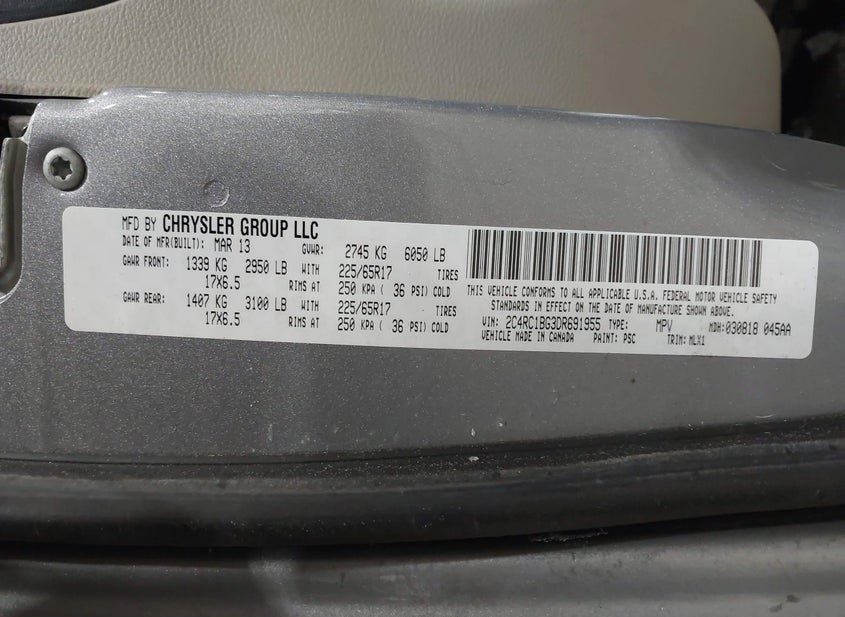 MFD BY CHRYSLER GROUP LLC
DATE OF MFR(BUILT): MAR 13 GVWR: 2745 KG 6050 LB
GAWR FRONT: 1339 KG 2950 LB WITH 225/65R17 TIRES
17X6.5 RIMS AT 250 KPA ( 36 PSI) COLD
GAWR REAR: 1407 KG 3100 LB WITH 225/65R17 TIRES
17X6.5 RIMS AT 250 KPA ( 36 PSI) COLD
THIS VEHICLE CONFORMS TO ALL APPLICABLE U.S.A. FEDERAL MOTOR VEHICLE SAFETY
STANDARDS IN EFFECT ON THE DATE OF MANUFACTURE SHOWN ABOVE.
VIN: 2C4RC1BG3DR691955 TYPE: MPV MDH:030818 045AA
VEHICLE MADE IN CANADA PAINT: PSC TRIM: MLX1